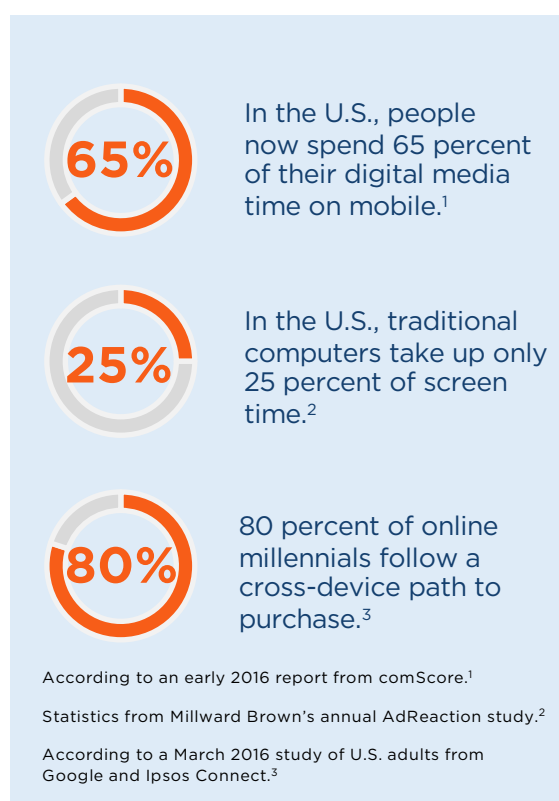 65%
In the U.S., people
now spend 65 percent
of their digital media
time on mobile.¹
25%
In the U.S., traditional
computers take up only
25 percent of screen
time.²
80%
80 percent of online
millennials follow a
cross-device path to
purchase.³
According to an early 2016 report from comScore.¹
Statistics from Millward Brown’s annual AdReaction study.²
According to a March 2016 study of U.S. adults from
Google and Ipsos Connect.³